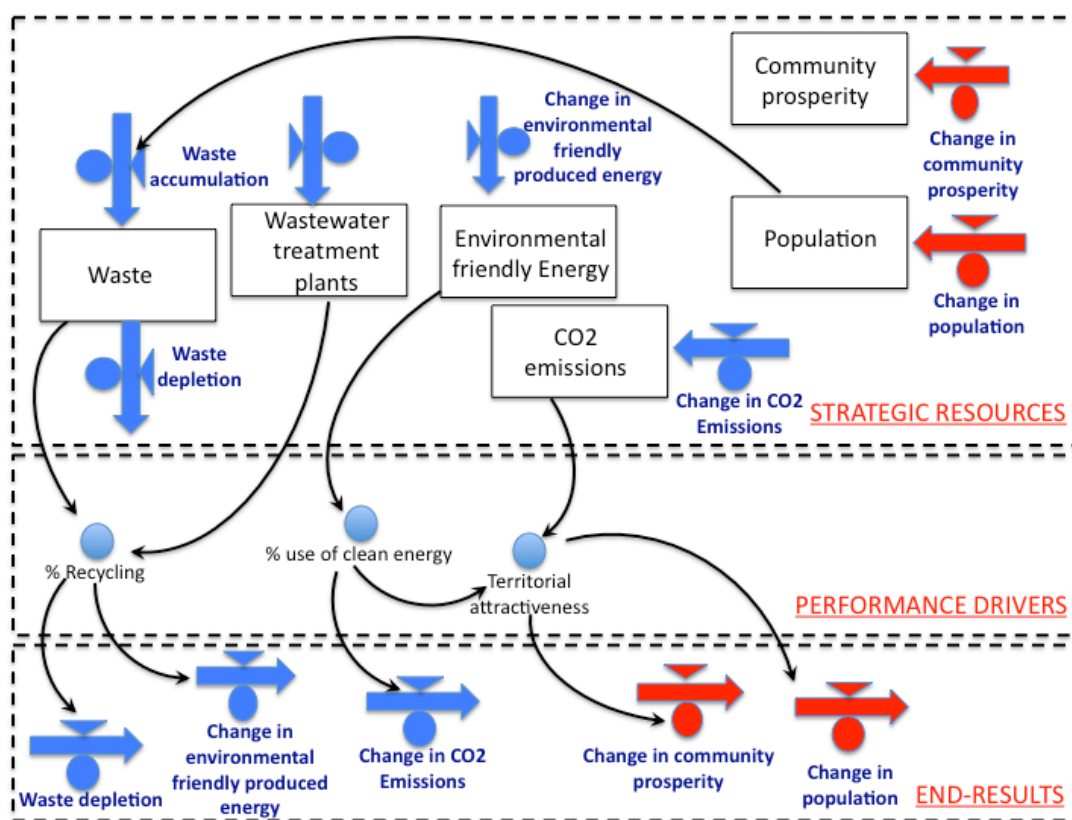 Community
prosperity
Change in
community
prosperity
Change in
environmental
friendly
produced energy
Waste
accumulation
Waste
Wastewater
treatment
plants
Environmental
friendly Energy
Population
Change in
population
Waste
depletion
CO2
emissions
Change in CO2
Emissions
STRATEGIC RESOURCES
% Recycling
% use of clean energy
Territorial
attractiveness
PERFORMANCE DRIVERS
Waste depletion
Change in
environmental
friendly produced
energy
Change in CO2
Emissions
Change in community
prosperity
Change in
population
END-RESULTS